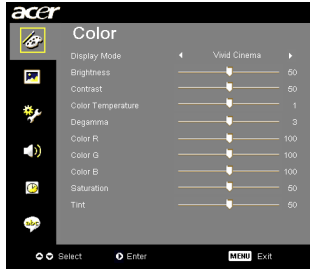 acer
Color
Display Mode Vivid Cinema
Brightness 50
Contrast 50
Color Temperature 1
Degamma 3
Color R 100
Color G 100
Color B 100
Saturation 50
Tint 50
abc
Select Enter MENU Exit